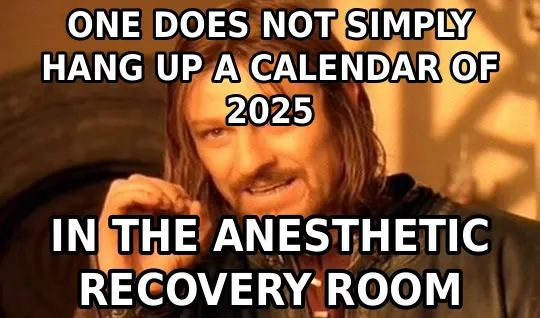 ONE DOES NOT SIMPLY
HANG UP A CALENDAR OF
2025
IN THE ANESTHETIC
RECOVERY ROOM